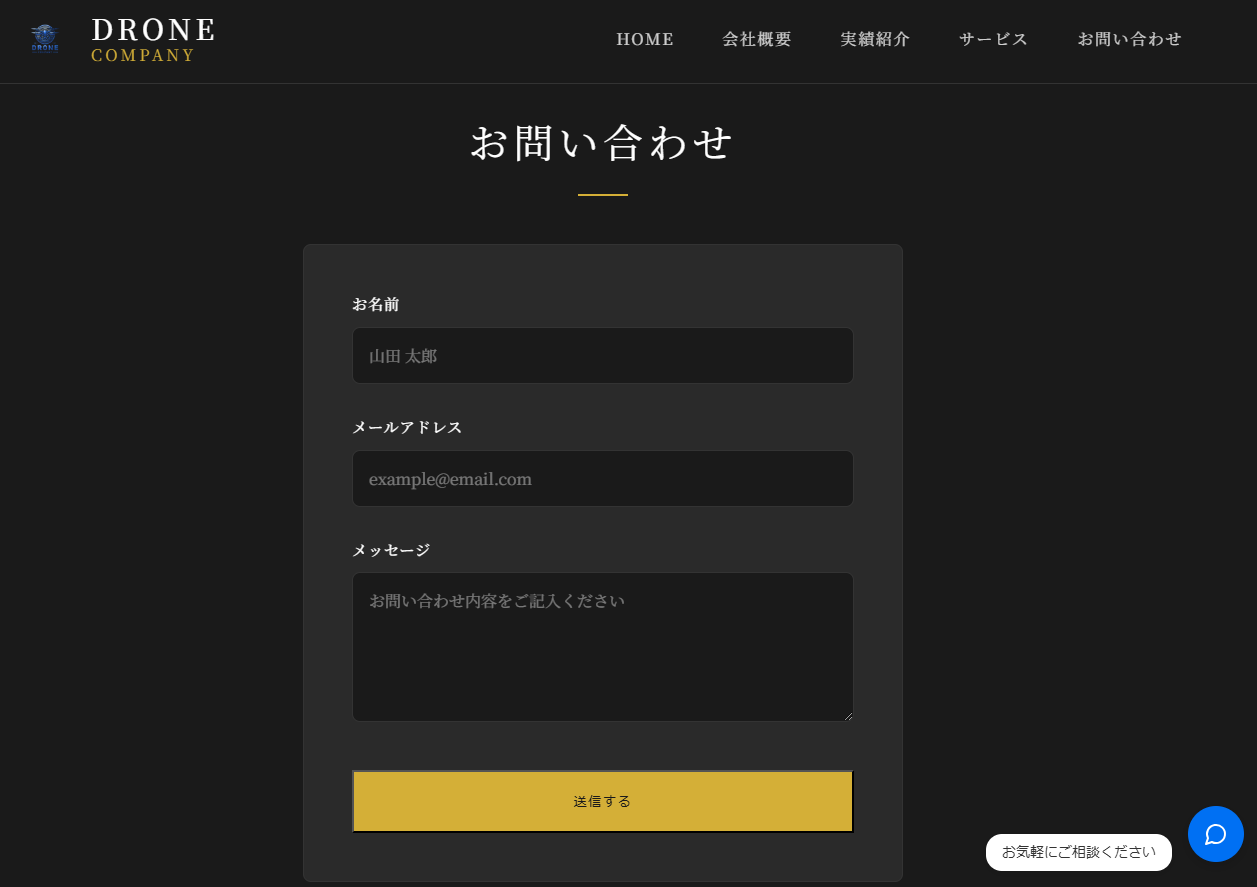 DRONE
DRONE
COMPANY
HOME 会社概要 実績紹介 サービス お問い合わせ
お問い合わせ
お名前
山田 太郎
メールアドレス
example@email.com
メッセージ
お問い合わせ内容をご記入ください
送信する
お気軽にご相談ください